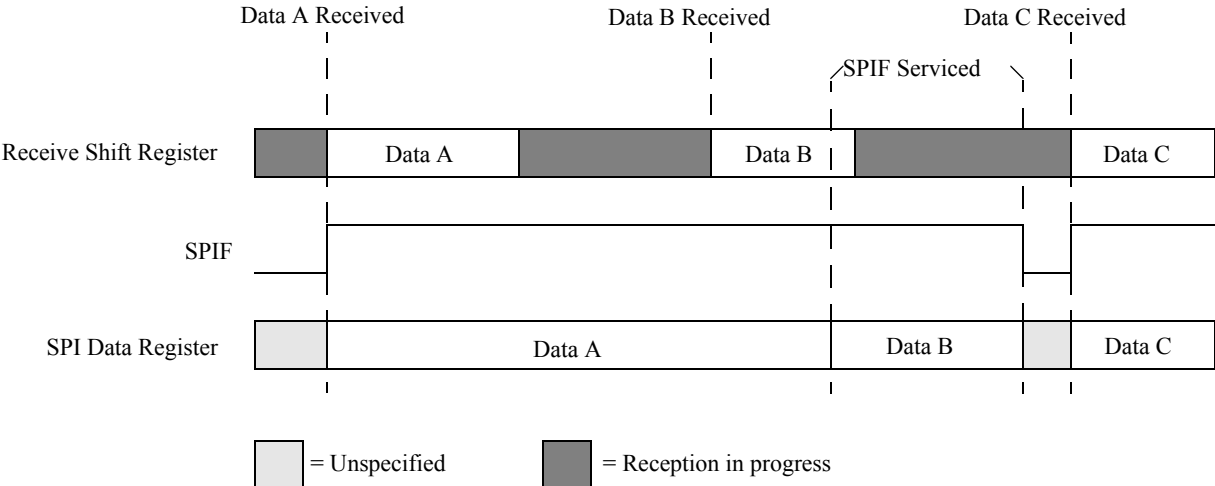 Data A Received
Data B Received
Data C Received
SPIF Serviced
Receive Shift Register
Data A
Data B
Data C
SPIF
SPI Data Register
Data A
Data B
Data C
= Unspecified
= Reception in progress